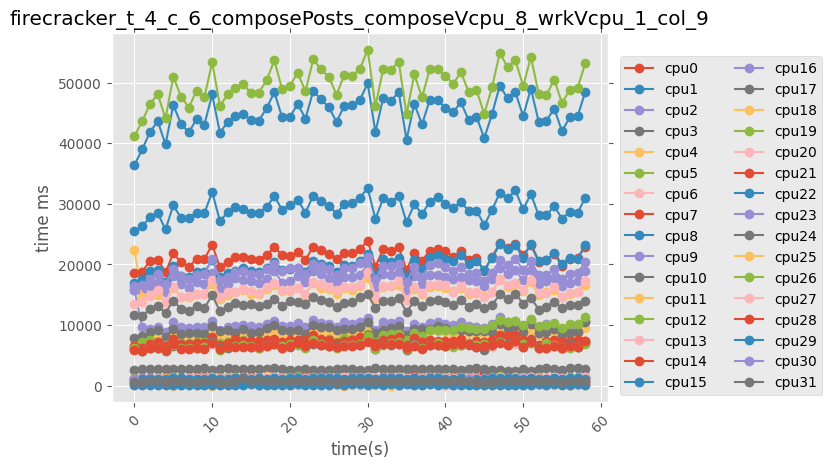 firecracker_t_4_c_6_composePosts_composeVcpu_8_wrkVcpu_1_col_9
50000
40000
30000
20000
10000
0
time ms
0
10
20
30
40
50
60
time(s)
cpu0
cpu1
cpu2
cpu3
cpu4
cpu5
cpu6
cpu7
cpu8
cpu9
cpu10
cpu11
cpu12
cpu13
cpu14
cpu15
cpu16
cpu17
cpu18
cpu19
cpu20
cpu21
cpu22
cpu23
cpu24
cpu25
cpu26
cpu27
cpu28
cpu29
cpu30
cpu31